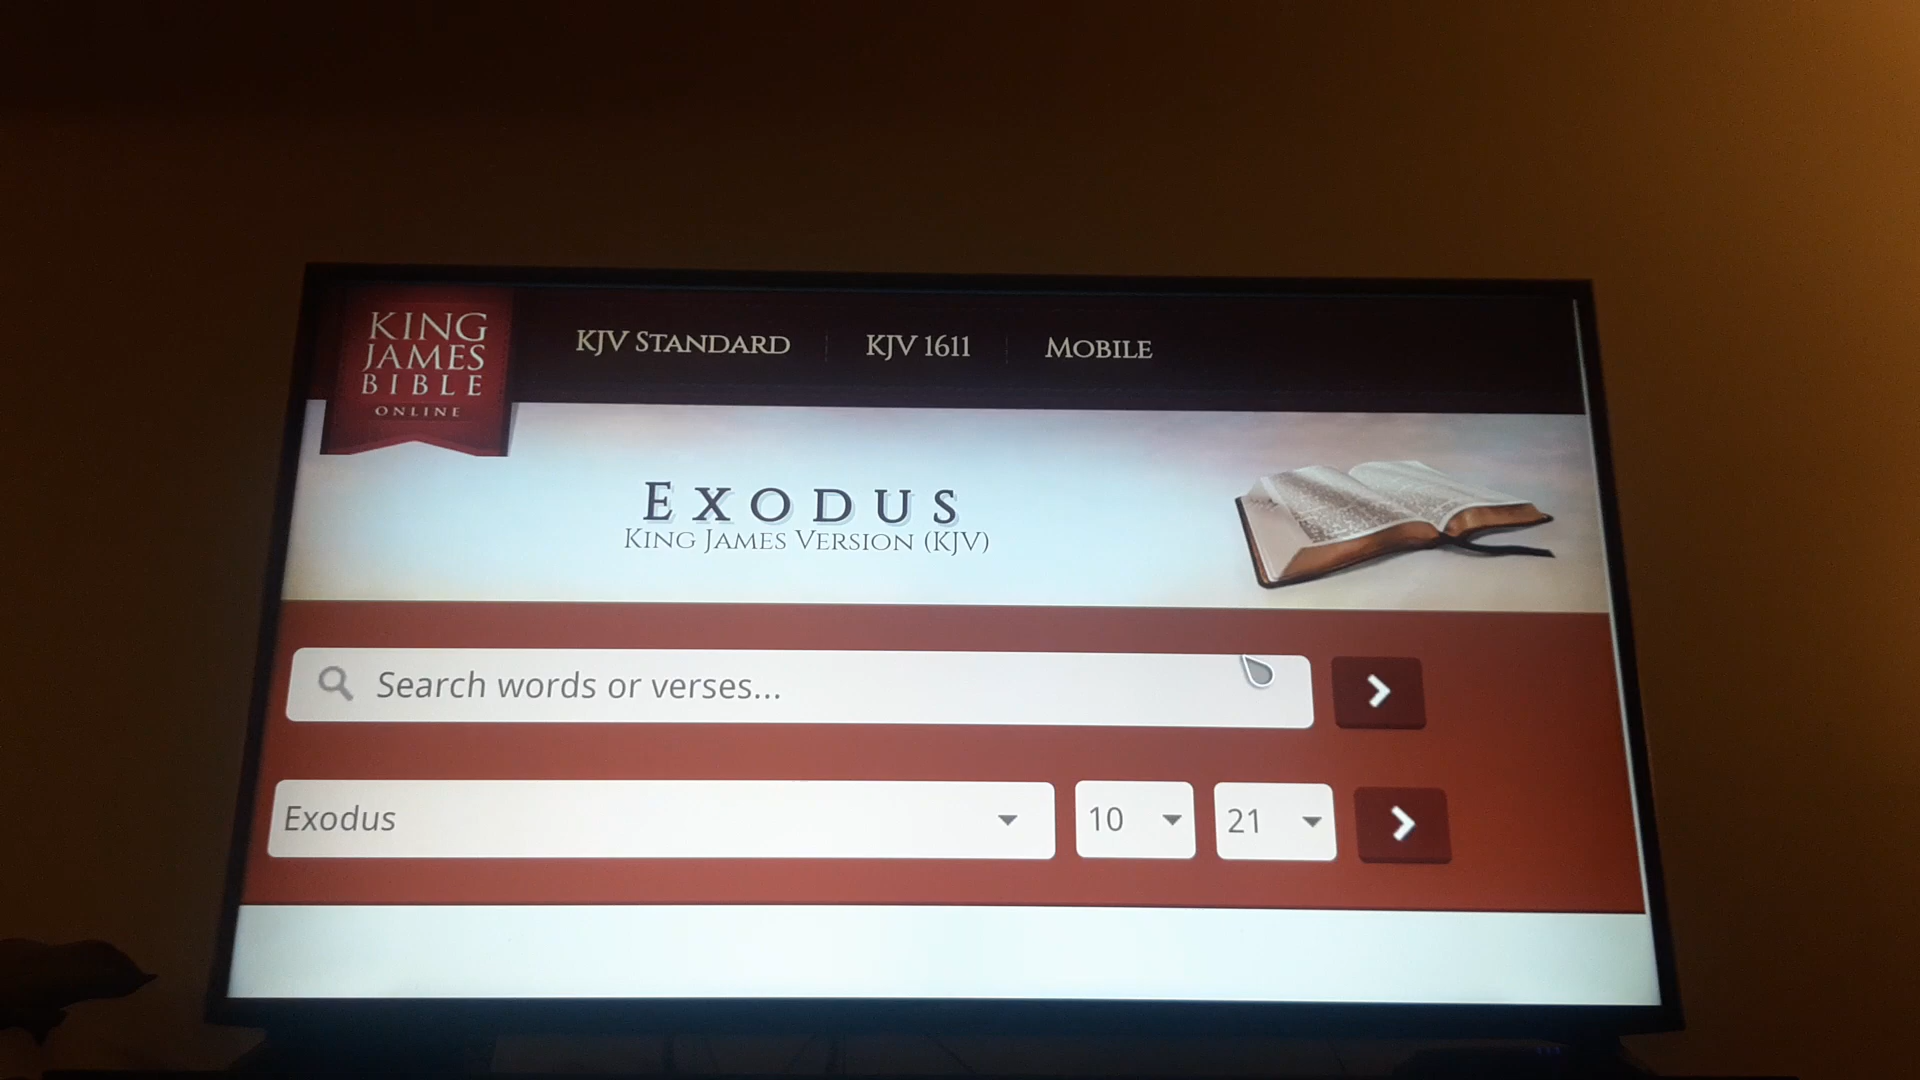 KING
JAMES
BIBLE
ONLINE
KJV STANDARD
KJV 1611
MOBILE
EXODUS
KING JAMES VERSION (KJV)
Search words or verses...
Exodus
10
21